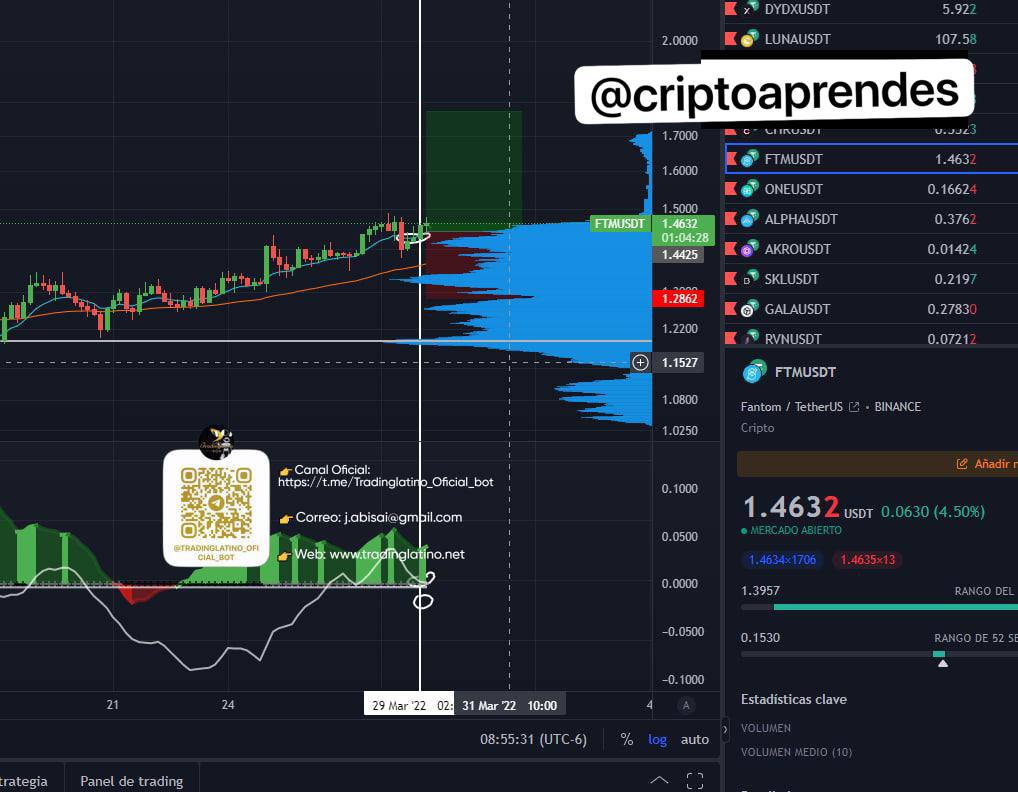 2.0000
1.7000
1.6000
1.5000
FTMUSDT
1.4632
01:04:28
1.4425
1.2862
1.2200
1.1527
1.0800
1.0250
0.1000
0.0500
0.0000
-0.0500
-0.1000
@TRADINGLATINO_OFI
CIAL_BOT
👉Canal Oficial:
https://t.me/Tradinglatino_Oficial_bot
👉 Correo: j.abisai@gmail.com
👉 Web: www.tradinglatino.net
21
24
29 Mar '22 02:
31 Mar '22 10:00
4
A
08:55:31 (UTC-6)
%
log
auto
trategia
Panel de trading
@criptoaprendes
DYDXUSDT 5.922
LUNAUSDT 107.58
CHRUSDT
FTMUSDT 1.4632
ONEUSDT 0.16624
ALPHAUSDT 0.3762
AKROUSDT 0.01424
SKLUSDT 0.2197
GALAUSDT 0.27830
RVNUSDT 0.07212
FTMUSDT
Fantom / TetherUS • BINANCE
Cripto
Añadir
1.4632 USDT 0.0630 (4.50%)
MERCADO ABIERTO
1.4634×1706
1.4635×13
1.3957 RANGO DEL
0.1530 RANGO DE 52 SE
Estadísticas clave
VOLUMEN
VOLUMEN MEDIO (10)